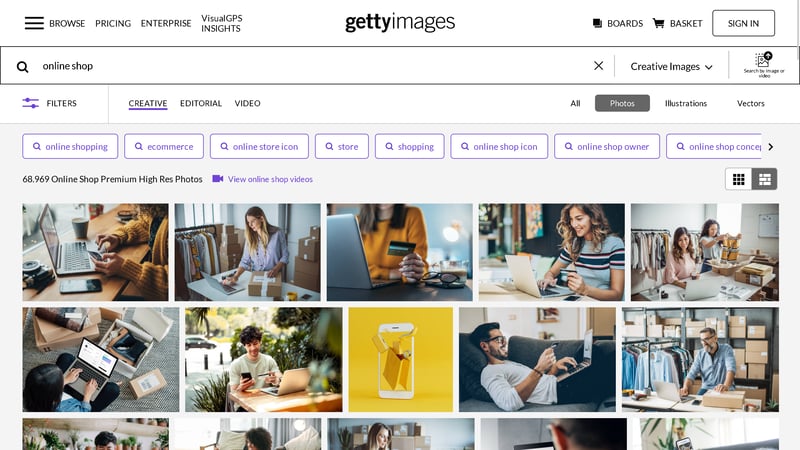 BROWSE
PRICING
ENTERPRISE
VisualGPS
INSIGHTS
gettyimages
BOARDS
BASKET
SIGN IN
online shop
Creative Images
Search by image or
video
FILTERS
CREATIVE
EDITORIAL
VIDEO
All
Photos
Illustrations
Vectors
online shopping
ecommerce
online store icon
store
shopping
online shop icon
online shop owner
online shop concep
68.969 Online Shop Premium High Res Photos
View online shop videos